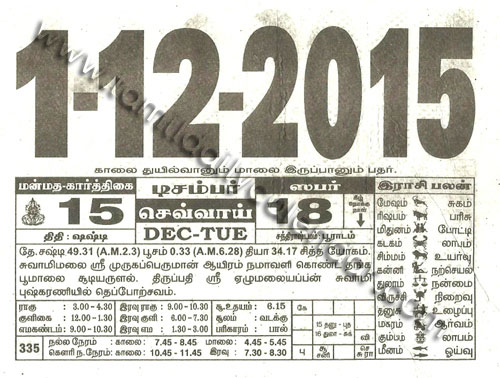 1-12-2015
www.tamildailycalendar.com
காலை துயில்வானும் மாலை இருப்பானும் பதர்.
மன்மத-கார்த்திகை டிசம்பர் ஸபர் இராசி பலன்
15 செவ்வாய் 18 கீழ் நோக்கு நாள்
திதி : ஷஷ்டி DEC-TUE சந்திராஷ்டமம் : பூராடம்
தே.சஷ்டி 49.31 (A.M.2.3) பூசம் 0.33 (A.M.6.28) தியா 34.17 சித்த யோகம்.
சுவாமிமலை ஸ்ரீ முருகப்பெருமான் ஆயிரம் நாமாவளி கொண்ட தங்க
பூமாலை சூடியருளல். திருப்பதி ஸ்ரீ ஏழுமலையப்பன் சுவாமி
புஷ்கரணியில் தெப்போற்சவம்.
மேஷம் சுகம்
ரிஷபம் பரிசு
மிதுனம் போட்டி
கடகம் லாபம்
சிம்மம் உயர்வு
கன்னி நற்செயல்
துலாம் நன்மை
விருச்சி நிறைவு
தனுசு உழைப்பு
மகரம் ஆர்வம்
கும்பம் லாபம்
மீனம் ஓய்வு
ராகு : 3.00 - 4.30 இரவு : 9.00 -10.30 சூ.உதயம் : 6.15
குளிகை : 12.00 -1.30 இரவு : 6.00 - 7.30 சூலம் : வடக்கு
எமகண்டம் : 9.00 -10.30 இரவு எம : 1.30 - 3.00 பரிகாரம் : பால்
335 நல்ல நேரம் : காலை: 7.45 - 8.45 மாலை: 4.45 - 5.45
கௌரி ந.நேரம் : காலை: 10.45 - 11.45 இரவு : 7.30 - 8.30
கே
15 தனு - புத
16 துலா - சுக்
வி
பு சூ சனி செ சு ரா